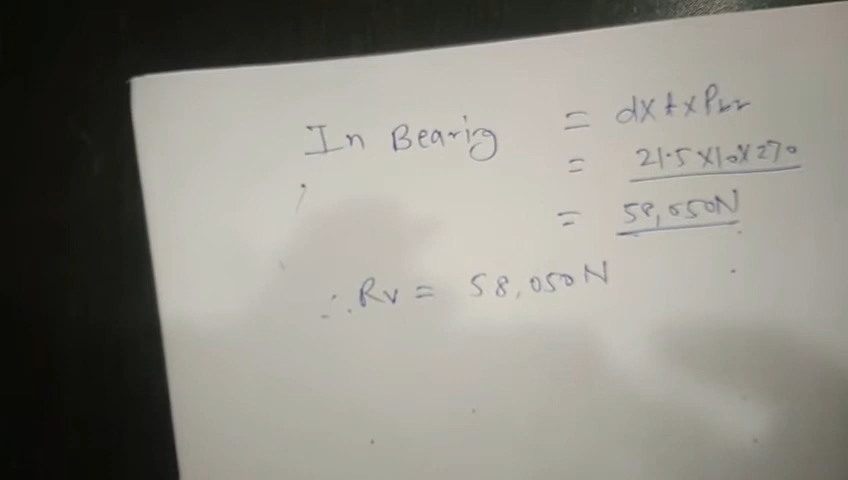 In Bearing = d x t x Pbr
= 21.5 x 10 x 270
= 58,050N
∴ Rv = 58,050N